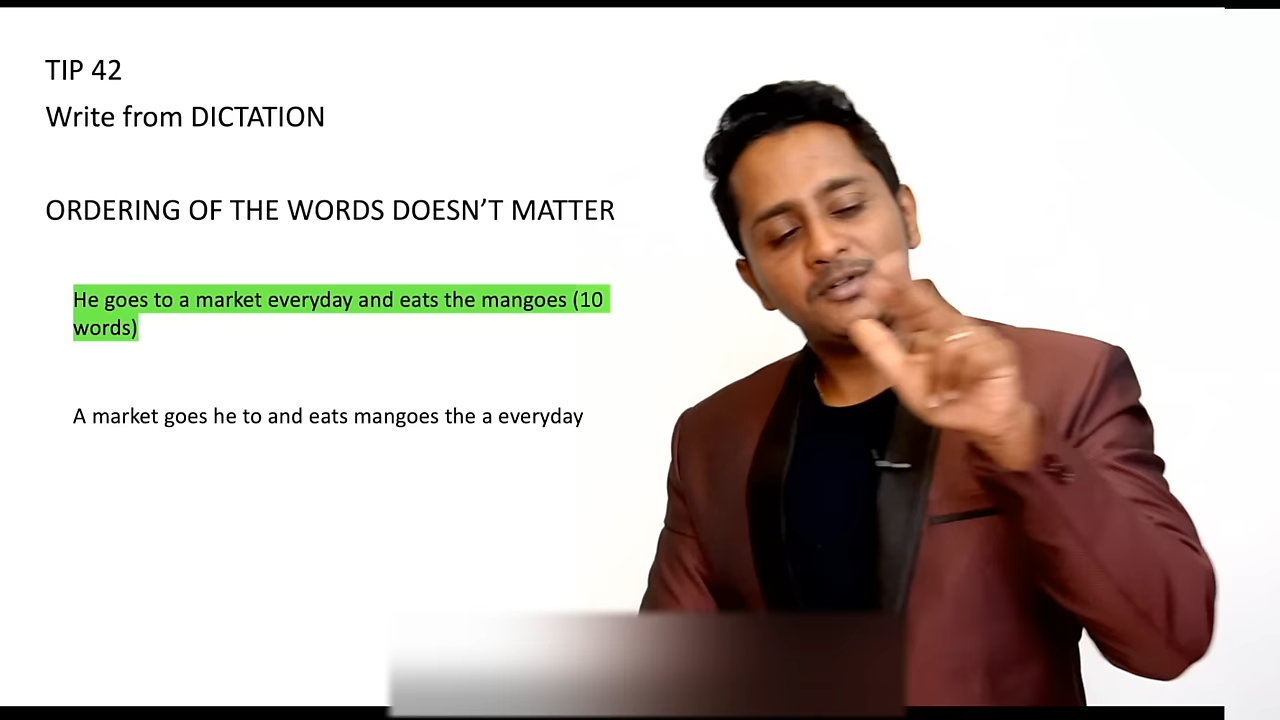 TIP 42
Write from DICTATION
ORDERING OF THE WORDS DOESN’T MATTER
He goes to a market everyday and eats the mangoes (10
words)
A market goes he to and eats mangoes the a everyday